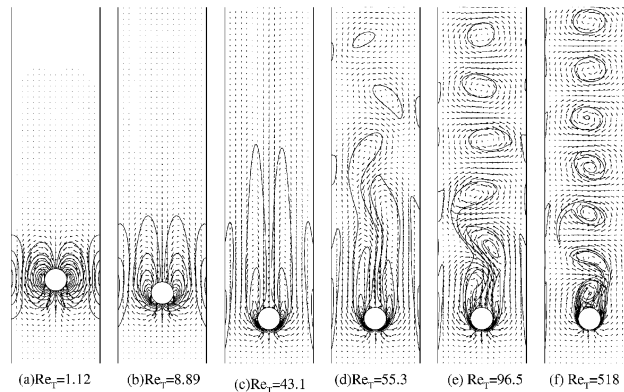 (a)Re_T=1.12
(b)Re_T=8.89
(c)Re_T=43.1
(d)Re_T=55.3
(e) Re_T=96.5
(f) Re_T=518